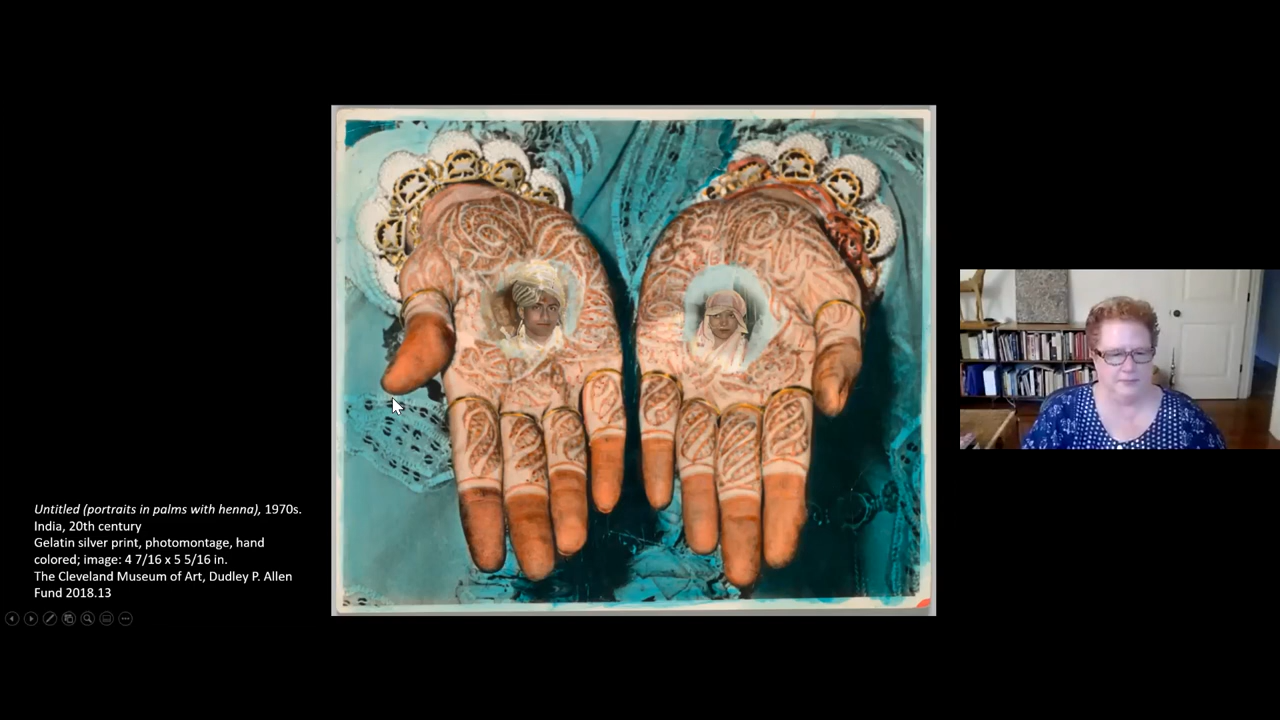 Untitled (portraits in palms with henna), 1970s.
India, 20th century
Gelatin silver print, photomontage, hand
colored; image: 4 7/16 x 5 5/16 in.
The Cleveland Museum of Art, Dudley P. Allen
Fund 2018.13